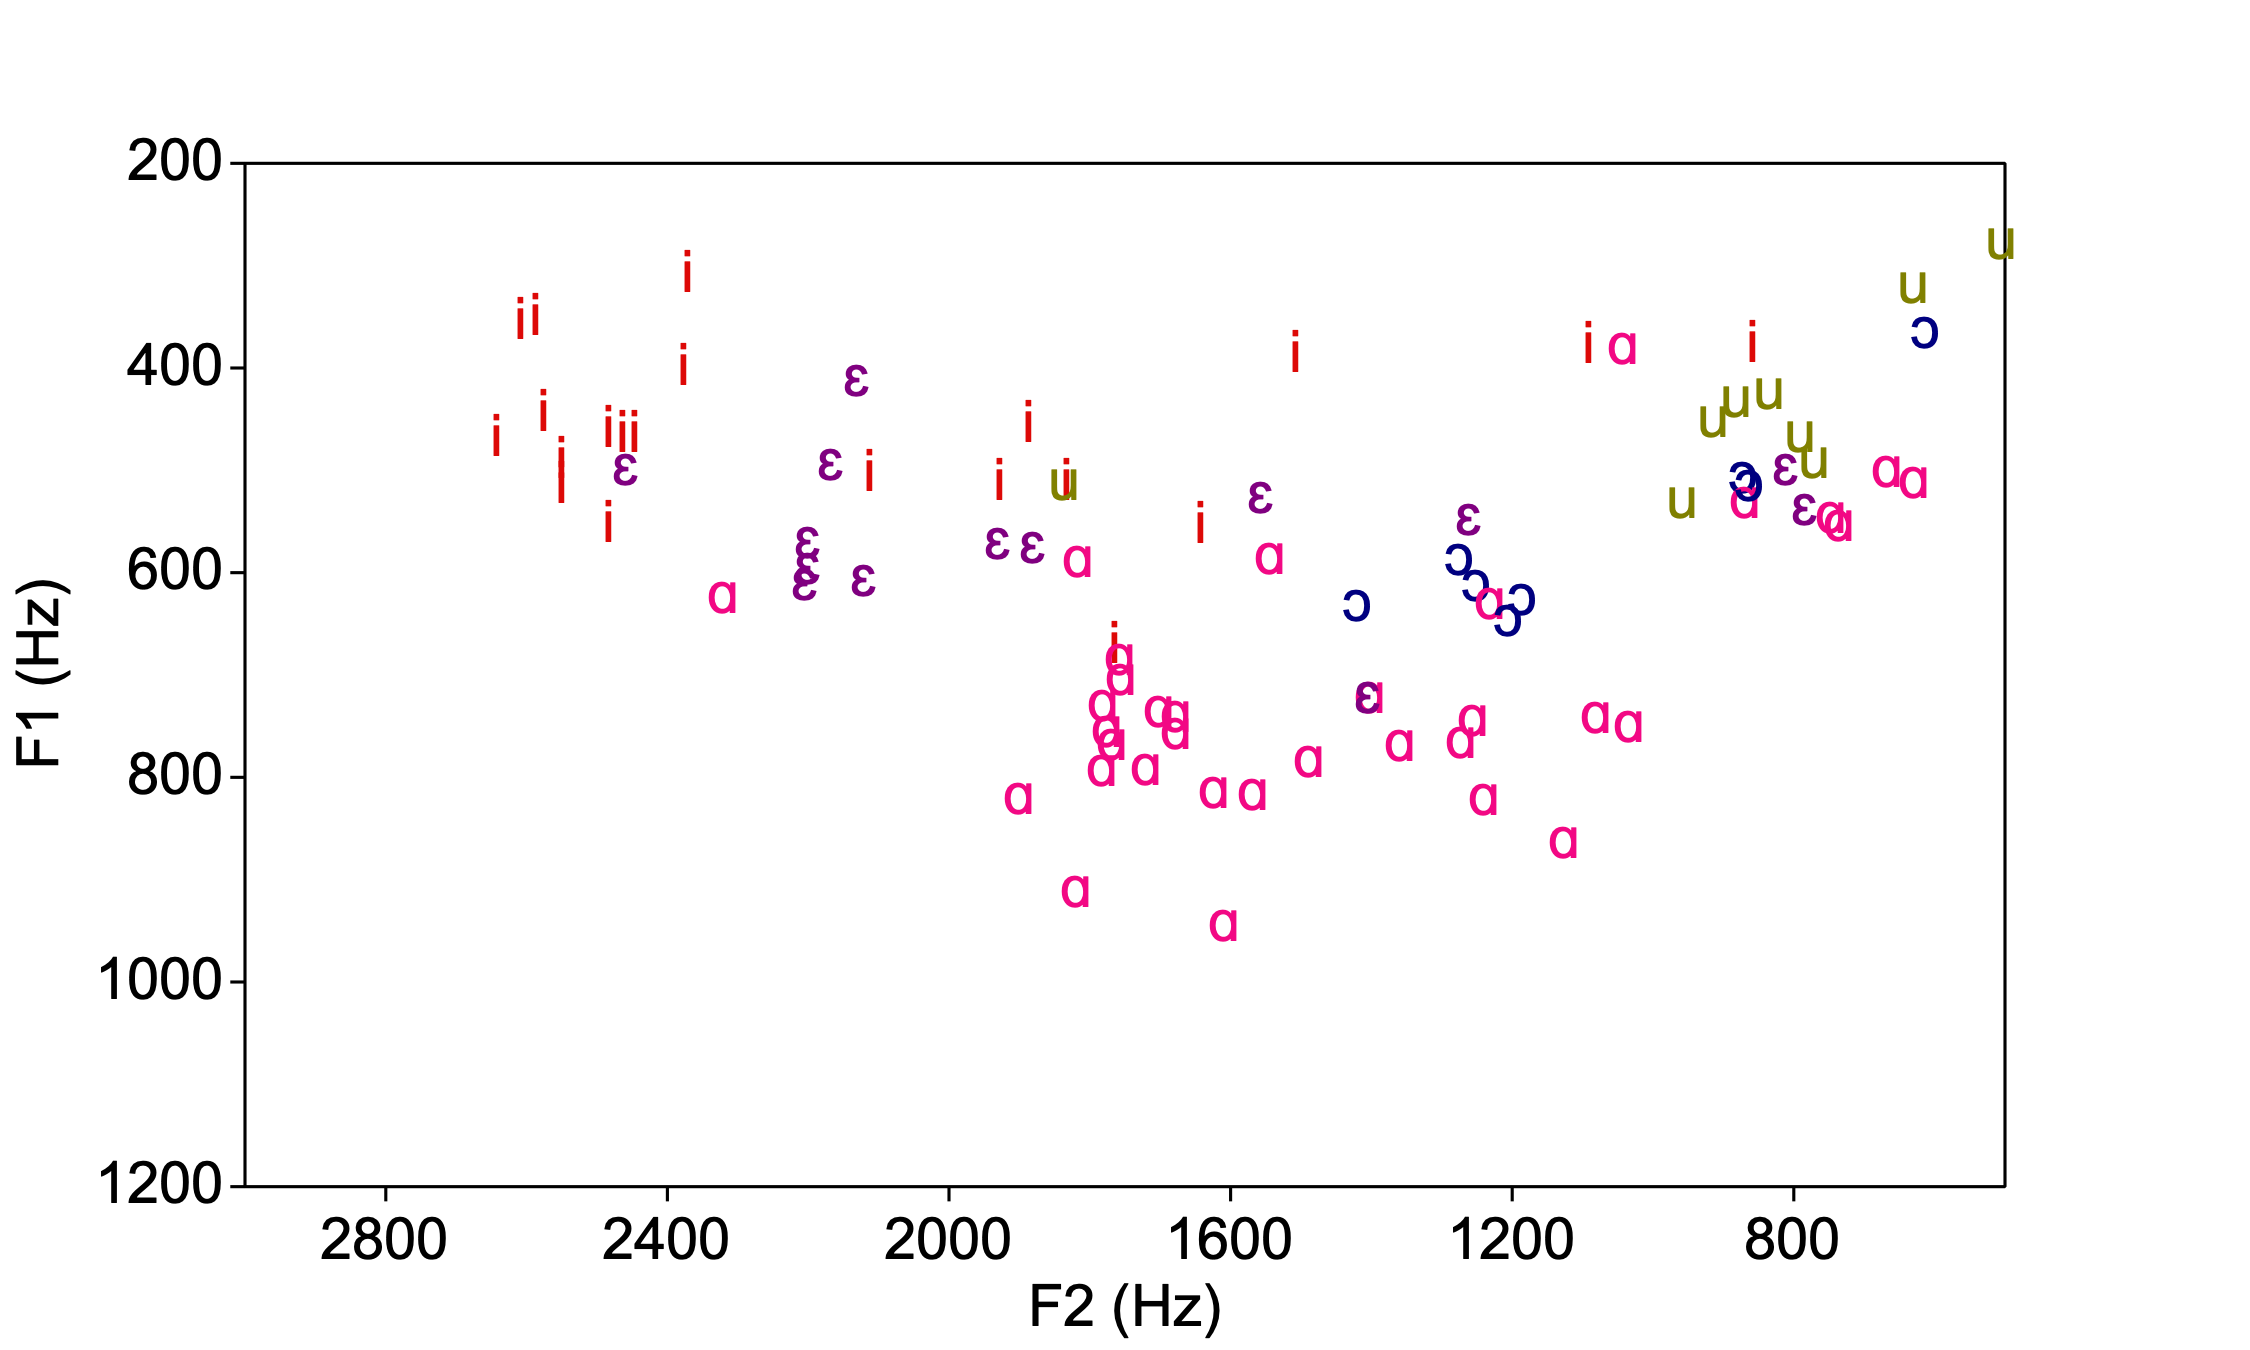 200
u
i u
i i ɔ
i i ɑ i
400 i ɛ u u
i i u
i i i i u
i ɛ ɛ i ɛ u ɑ
i i u i ɛ u ɔ ɔ ɑ ɑ
i i ɛ ɛ ɑ ɑ
ɛ ɛ ɛ ɑ ɑ ɔ
600 ɛ ɛ ɛ ɔ
ɑ ɔ ɑ ɔ ɔ
i ɑ ɑ
ɑ ɑ ɑ ɛ ɑ ɑ ɑ ɑ
ɑ ɑ ɑ ɑ ɑ
800 ɑ ɑ ɑ
ɑ ɑ ɑ ɑ
ɑ
ɑ
ɑ
1000
1200
F1 (Hz)
2800 2400 2000 1600 1200 800
F2 (Hz)